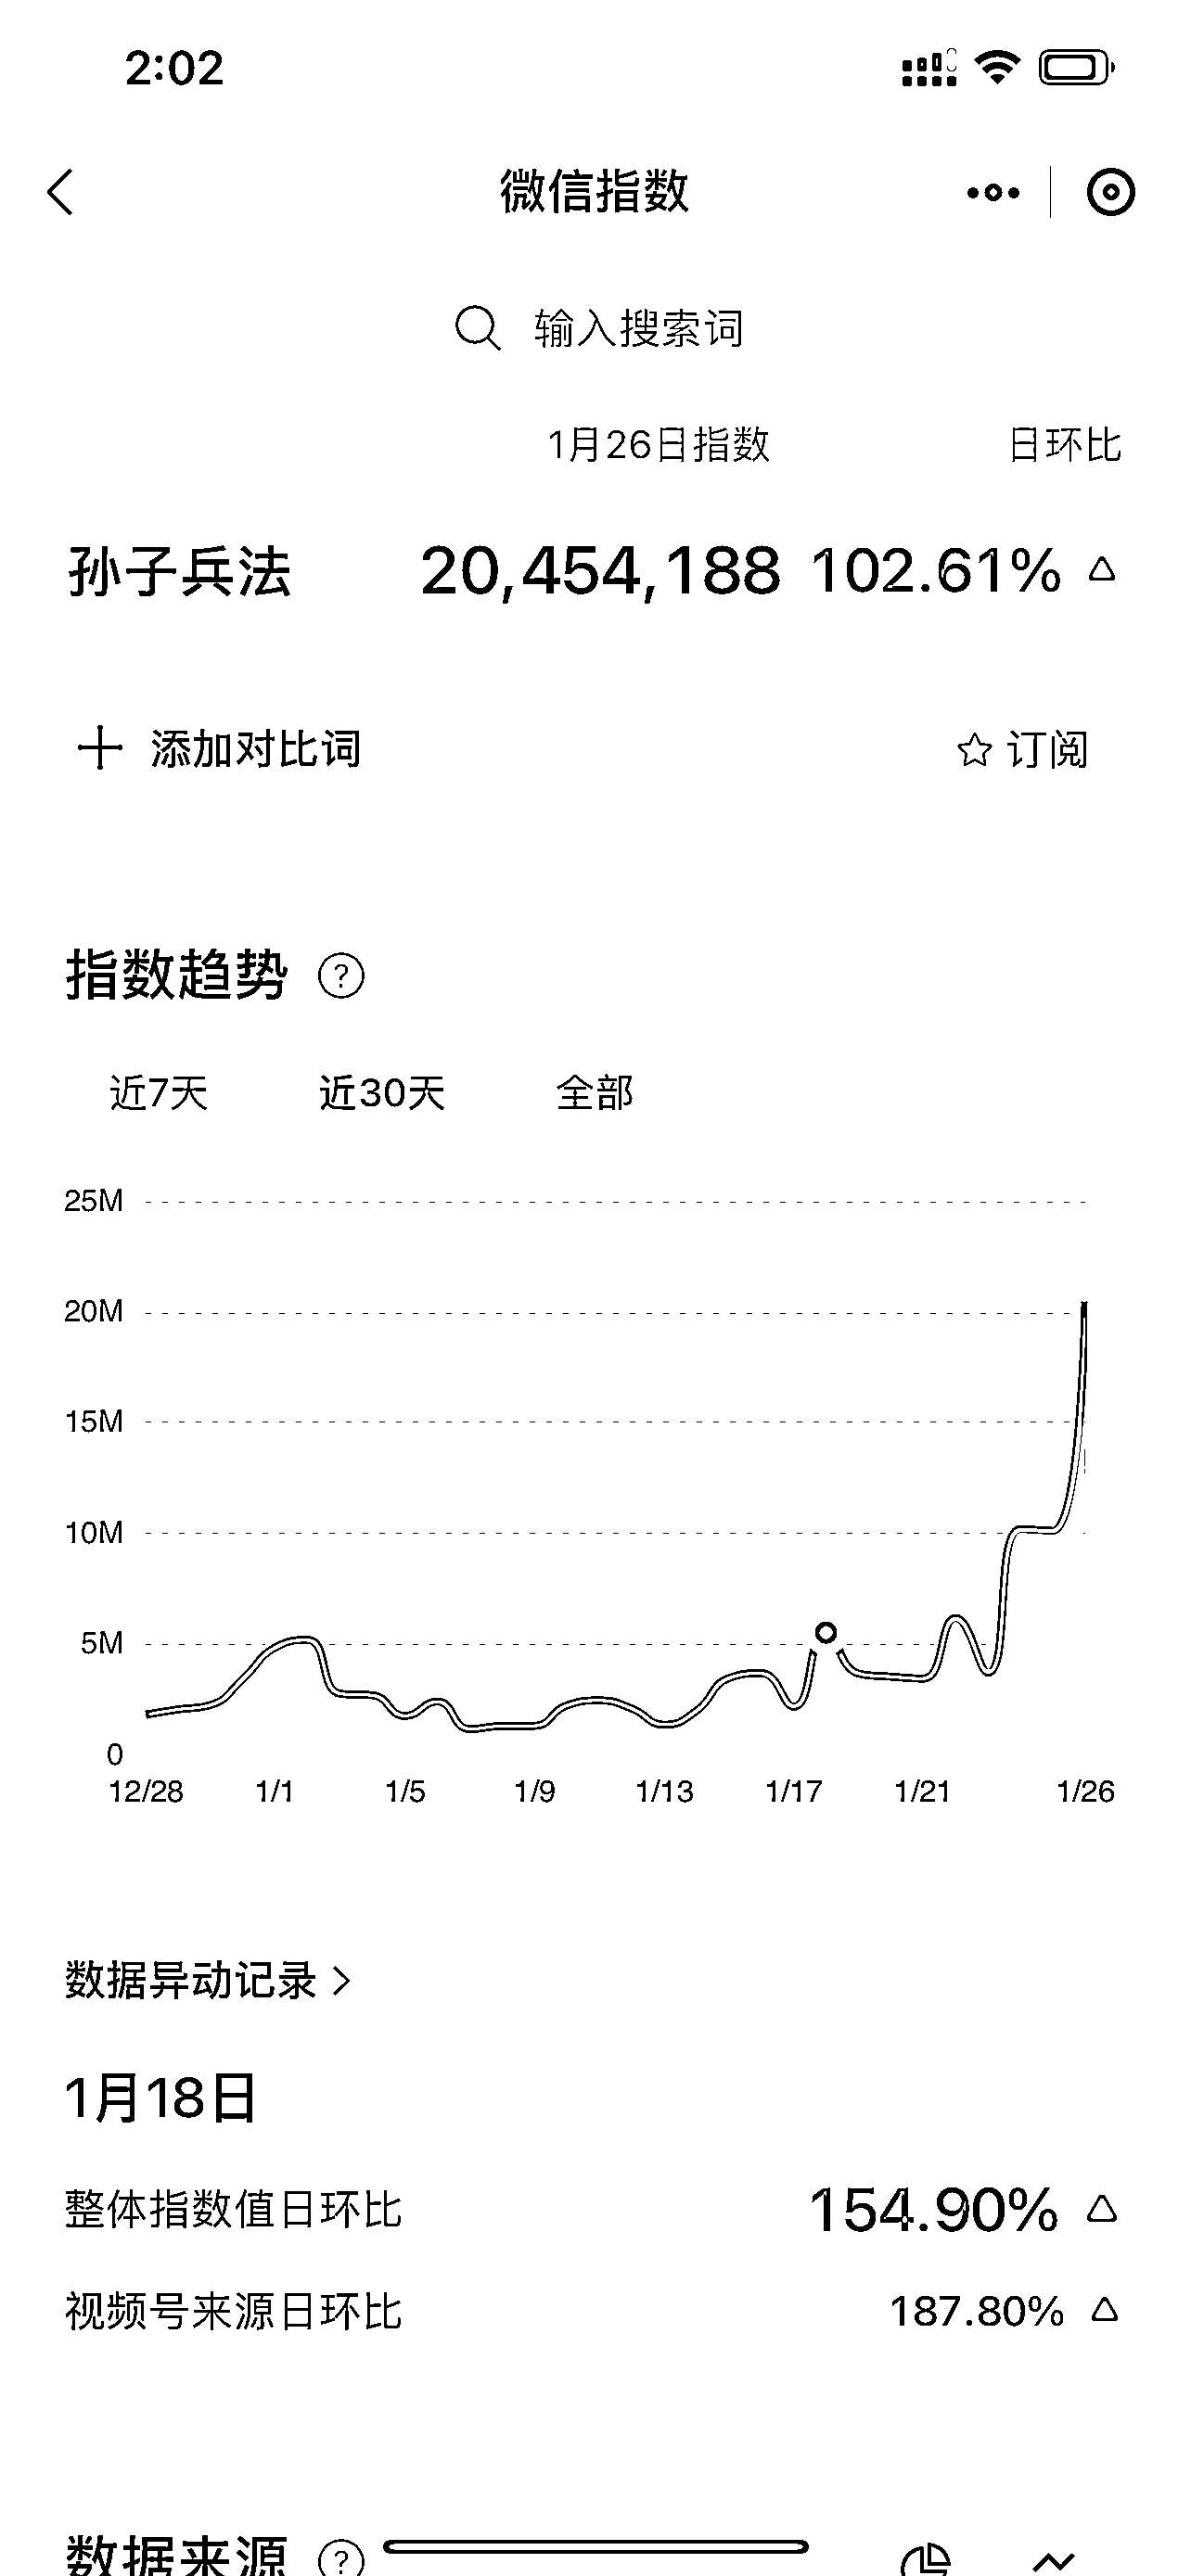 2:02
微信指数
输入搜索词
1月26日指数 日环比
孙子兵法 20,454,188 102.61%
添加对比词 订阅
指数趋势 ?
近7天 近30天 全部
25M
20M
15M
10M
5M
0
12/28 1/1 1/5 1/9 1/13 1/17 1/21 1/26
数据异动记录
1月18日
整体指数值日环比 154.90%
视频号来源日环比 187.80%
数据来源 ?